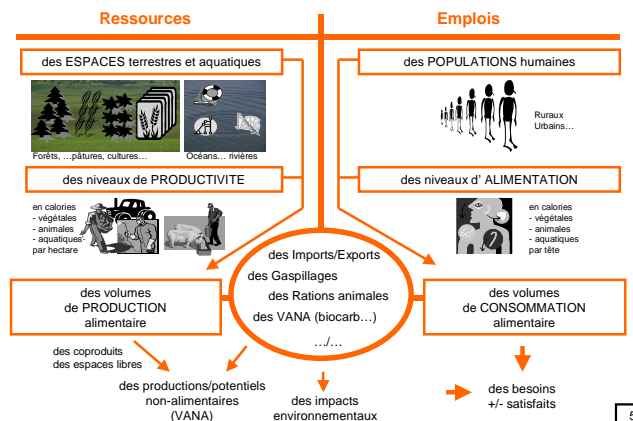 Ressources
Emplois
des ESPACES terrestres et aquatiques
des POPULATIONS humaines
Ruraux
Urbains…
Forêts, …pâtures, cultures…
Océans… rivières
des niveaux de PRODUCTIVITE
des niveaux d' ALIMENTATION
en calories
- végétales
- animales
- aquatiques
par hectare
en calories
- végétales
- animales
- aquatiques
par tête
des Imports/Exports
des Gaspillages
des Rations animales
des VANA (biocarb…)
…/…
des volumes
de PRODUCTION
alimentaire
des volumes
de CONSOMMATION
alimentaire
des coproduits
des espaces libres
des productions/potentiels
non-alimentaires
(VANA)
des impacts
environnementaux
des besoins
+/- satisfaits
5